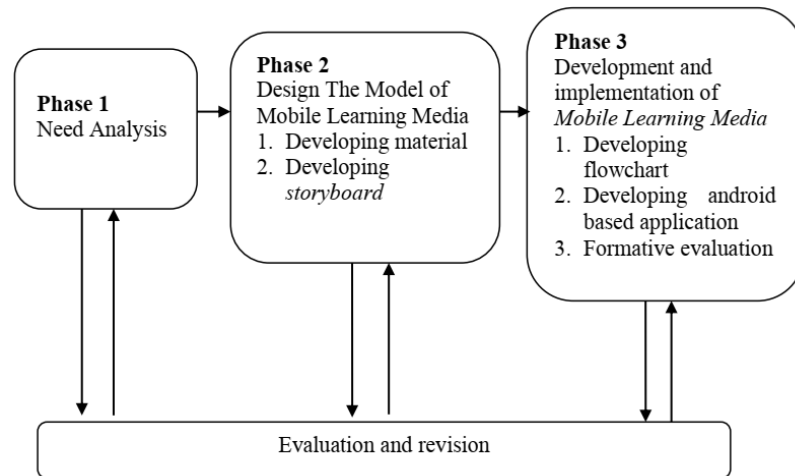 Phase 1
Need Analysis
Phase 2
Design The Model of
Mobile Learning Media
1. Developing material
2. Developing
storyboard
Phase 3
Development and
implementation of
Mobile Learning Media
1. Developing
flowchart
2. Developing android
based application
3. Formative evaluation
Evaluation and revision